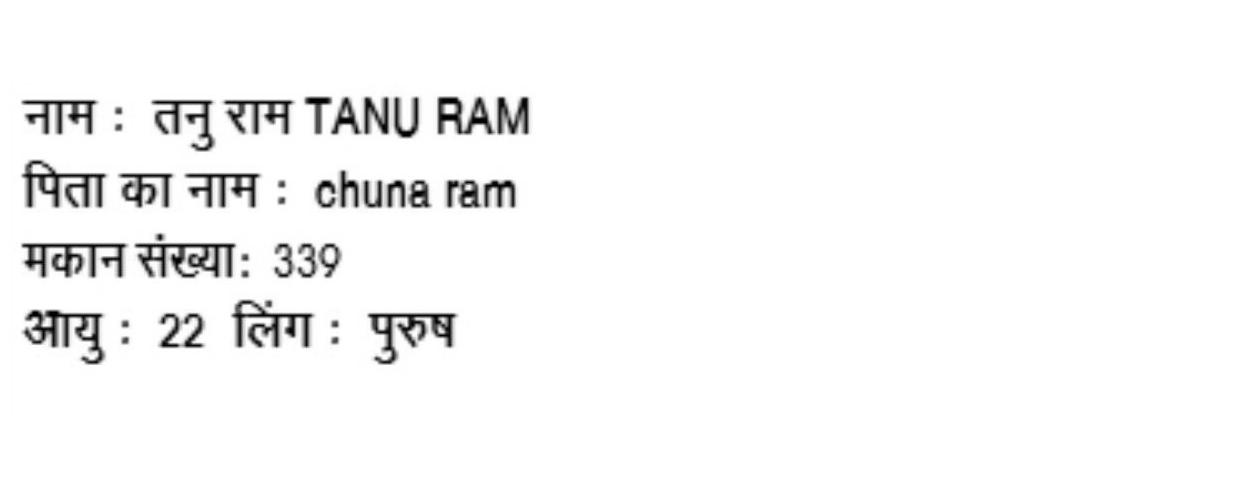 नाम : तनु राम TANU RAM
पिता का नाम : chuna ram
मकान संख्या: 339
आयु : 22 लिंग : पुरुष